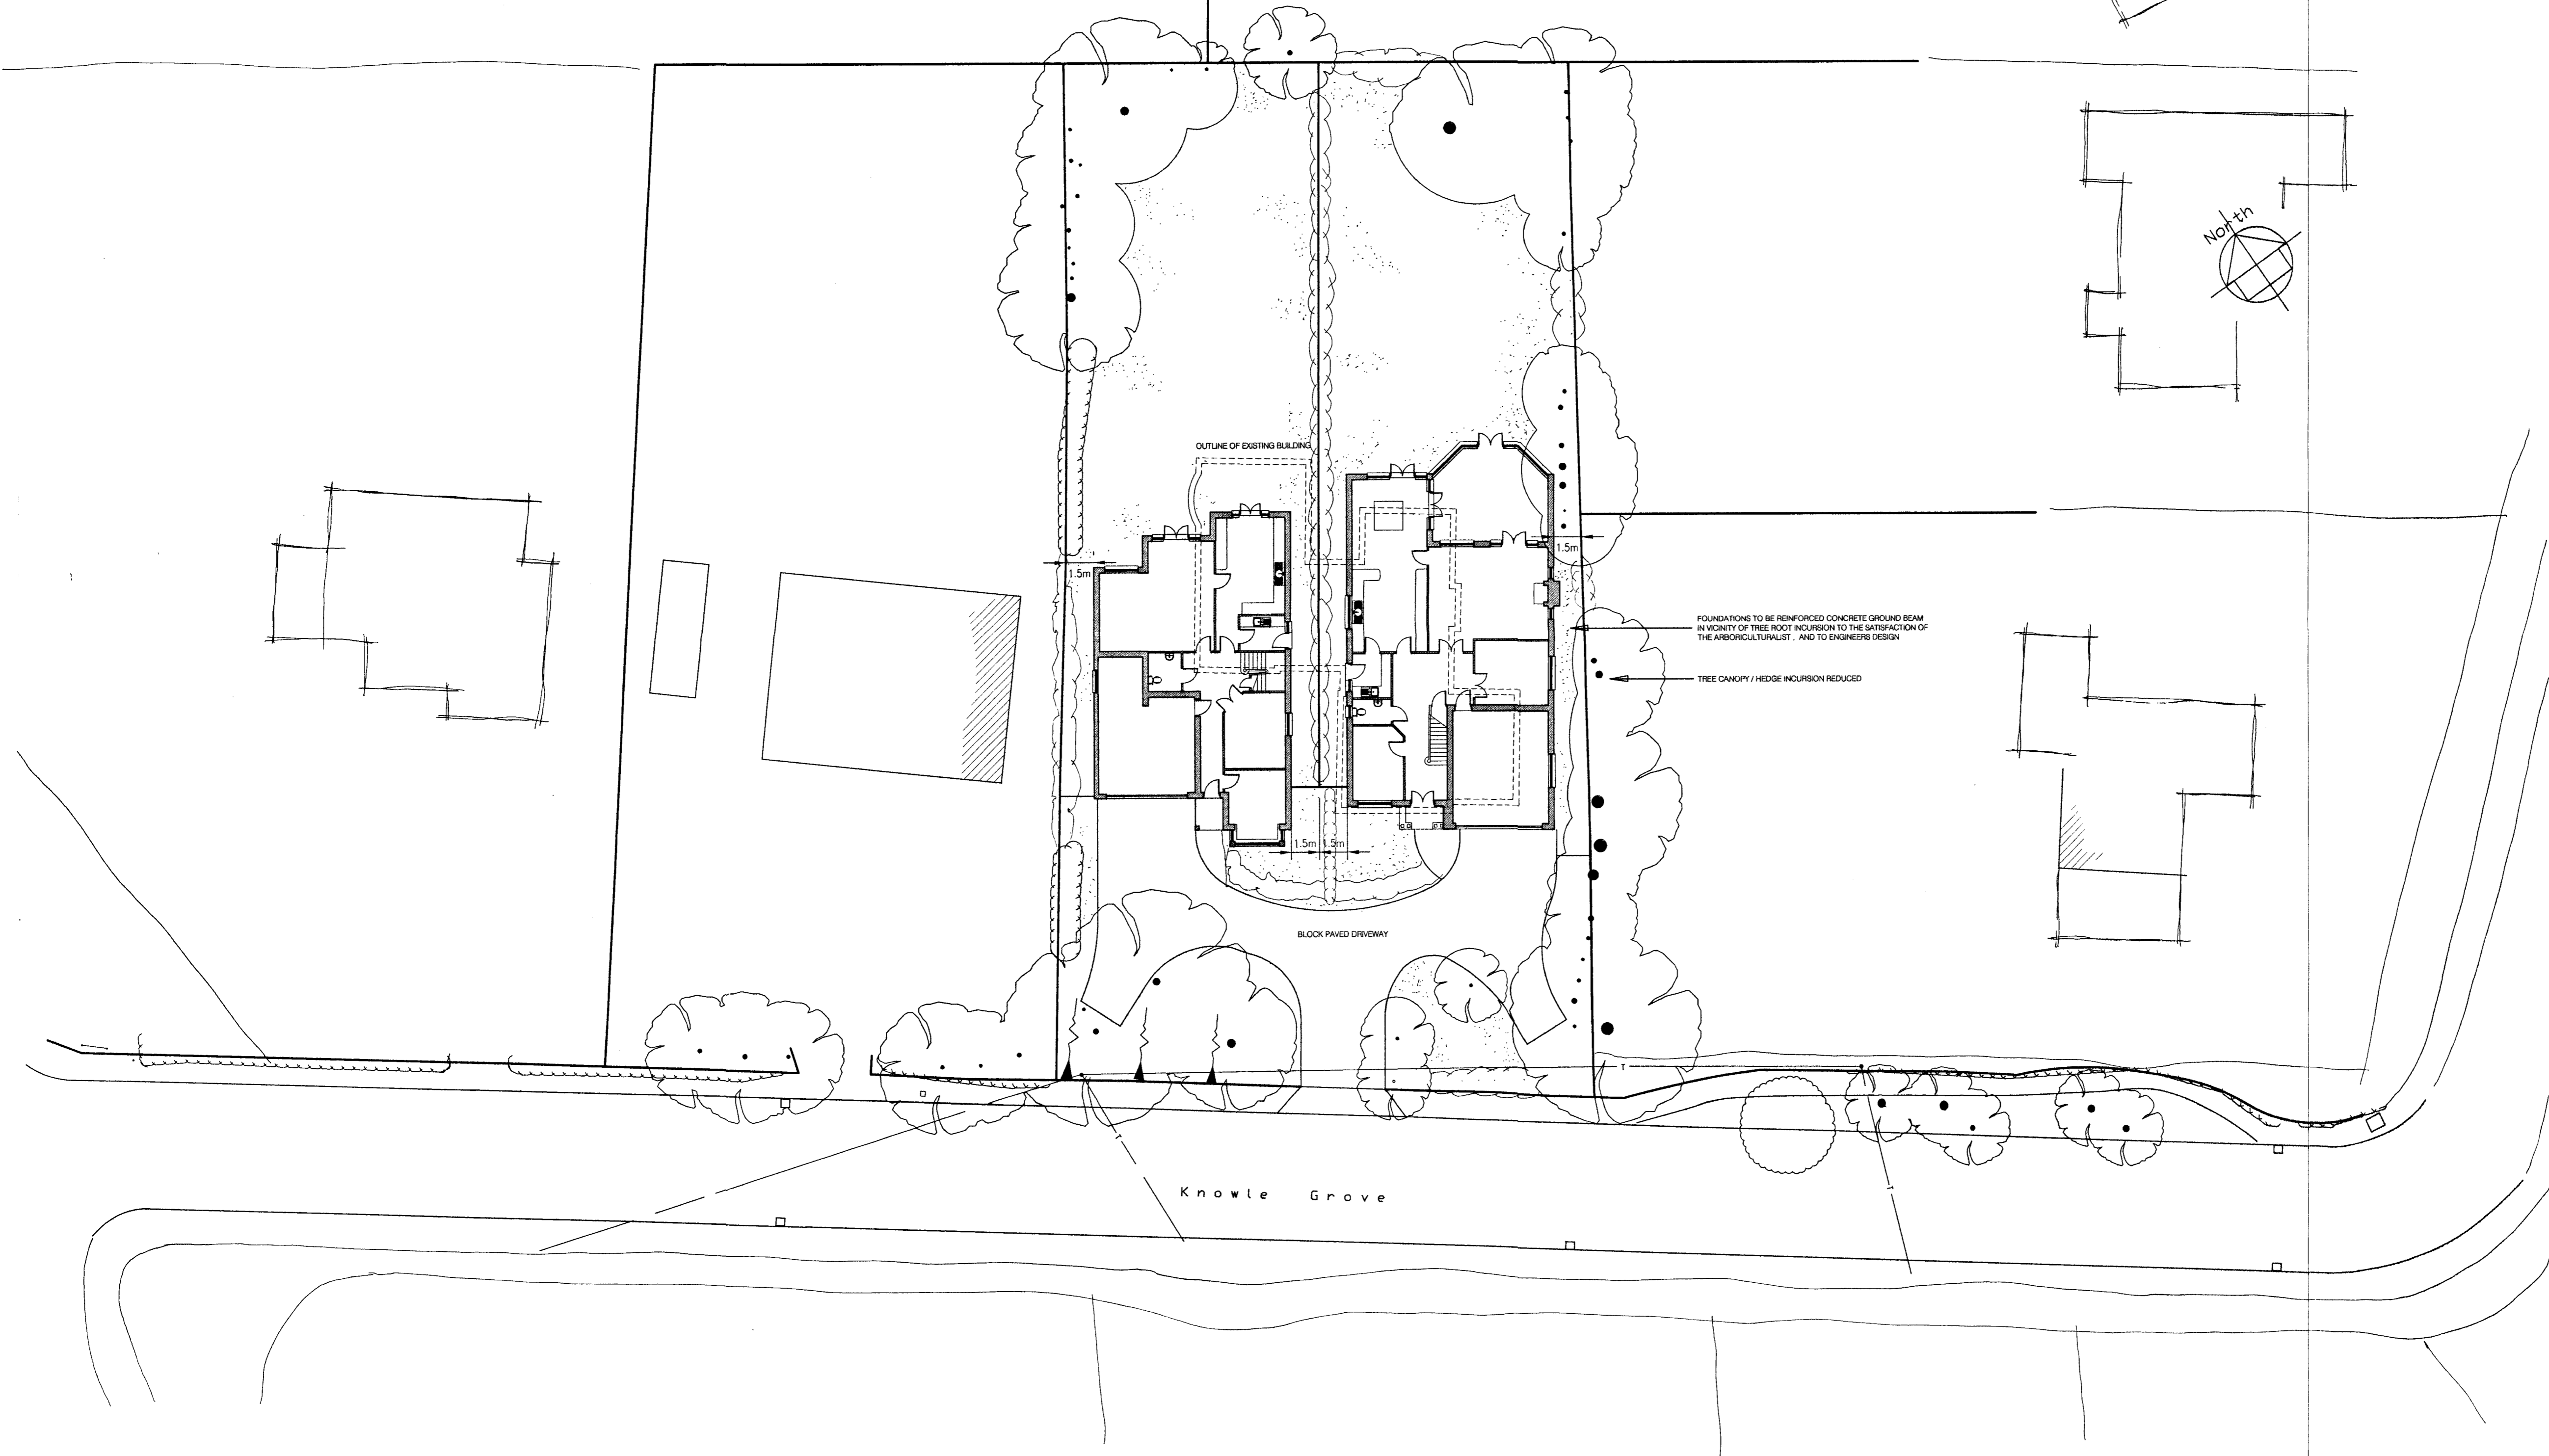 North
OUTLINE OF EXISTING BUILDING
1.5m
1.5m
FOUNDATIONS TO BE REINFORCED CONCRETE GROUND BEAM
IN VICINITY OF TREE ROOT INCURSION TO THE SATISFACTION OF
THE ARBORICULTURALIST , AND TO ENGINEERS DESIGN
TREE CANOPY / HEDGE INCURSION REDUCED
1.5m 1.5m
BLOCK PAVED DRIVEWAY
T
T
T
Knowle Grove